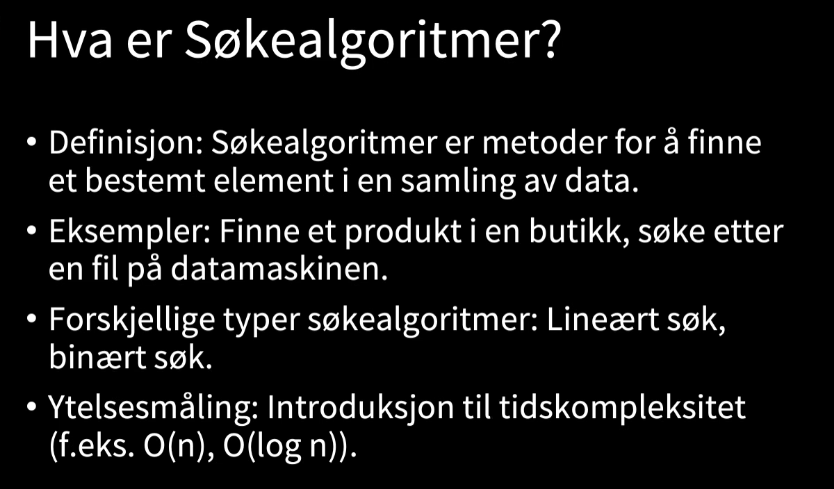 Hva er Søkealgoritmer?
• Definisjon: Søkealgoritmer er metoder for å finne
et bestemt element i en samling av data.
• Eksempler: Finne et produkt i en butikk, søke etter
en fil på datamaskinen.
• Forskjellige typer søkealgoritmer: Lineært søk,
binært søk.
• Ytelsesmåling: Introduksjon til tidskompleksitet
(f.eks. O(n), O(log n)).